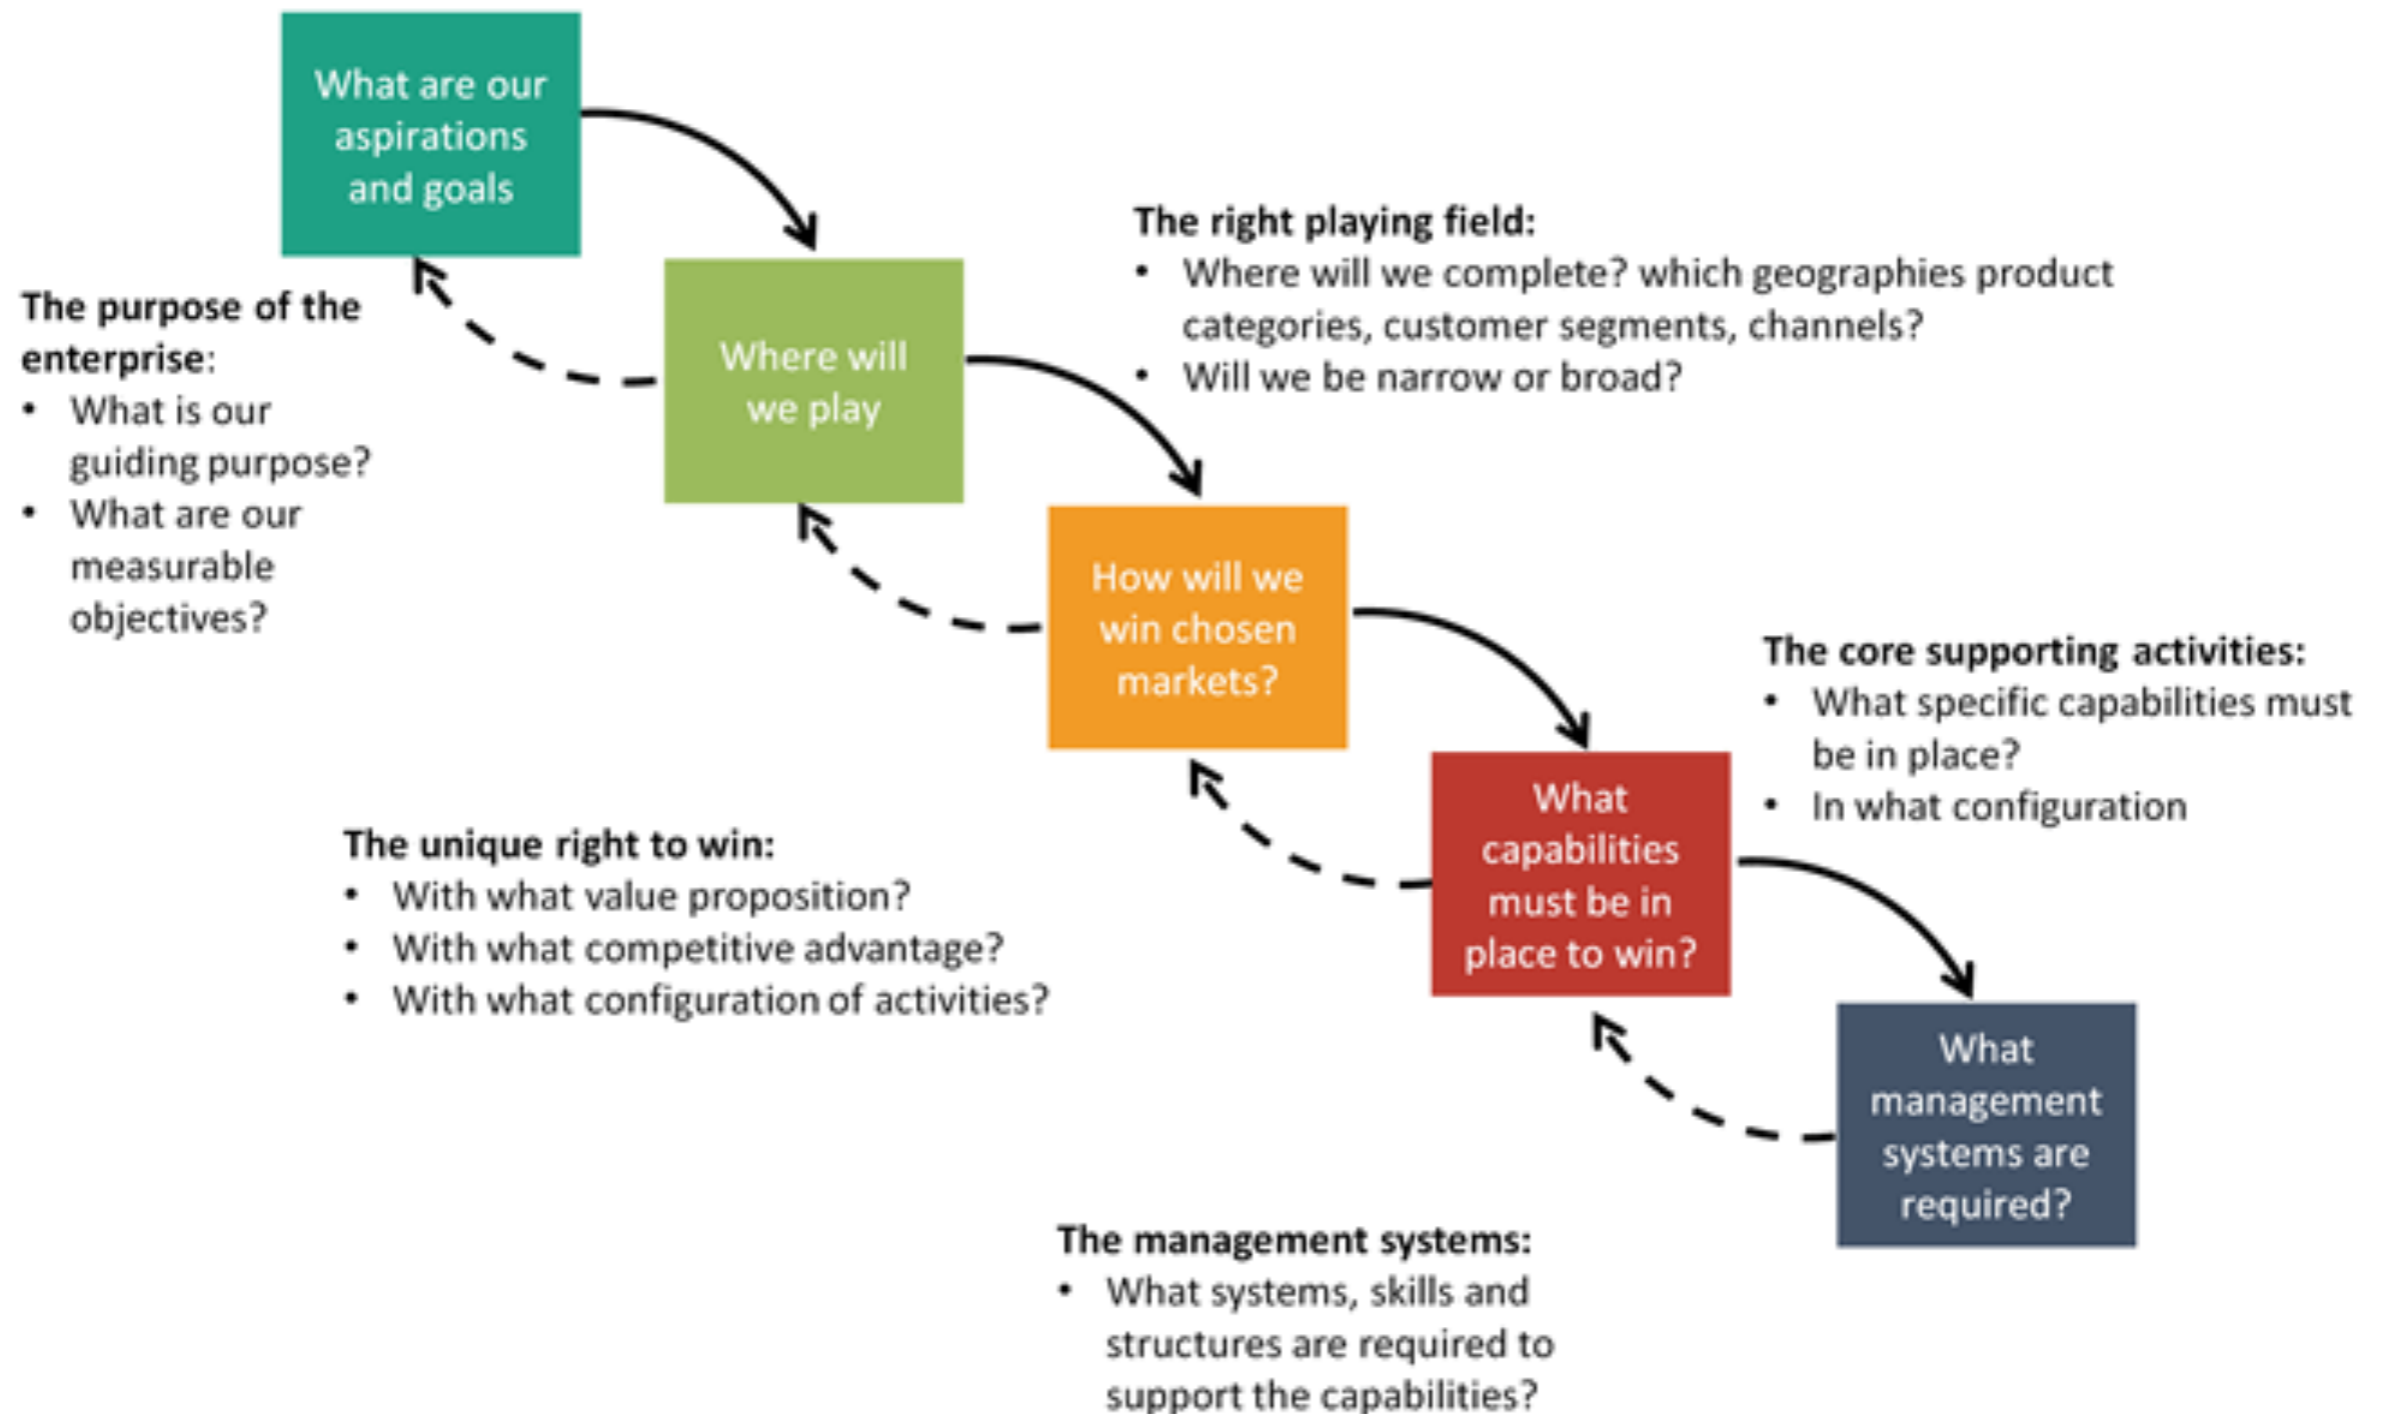 What are our
aspirations
and goals
The purpose of the
enterprise:
• What is our
guiding purpose?
• What are our
measurable
objectives?
Where will
we play
The right playing field:
• Where will we complete? which geographies product
categories, customer segments, channels?
• Will we be narrow or broad?
How will we
win chosen
markets?
The unique right to win:
• With what value proposition?
• With what competitive advantage?
• With what configuration of activities?
What
capabilities
must be in
place to win?
The core supporting activities:
• What specific capabilities must
be in place?
• In what configuration
What
management
systems are
required?
The management systems:
• What systems, skills and
structures are required to
support the capabilities?